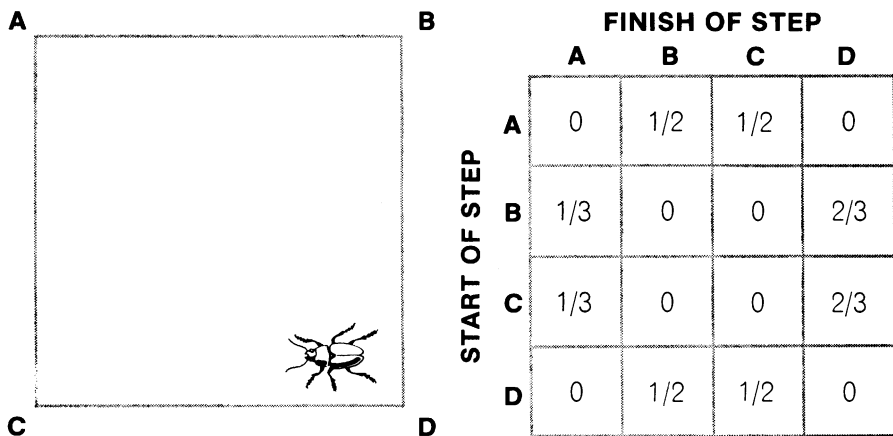 A B
C D
FINISH OF STEP
A B C D
START OF STEP
A 0 1/2 1/2 0
B 1/3 0 0 2/3
C 1/3 0 0 2/3
D 0 1/2 1/2 0